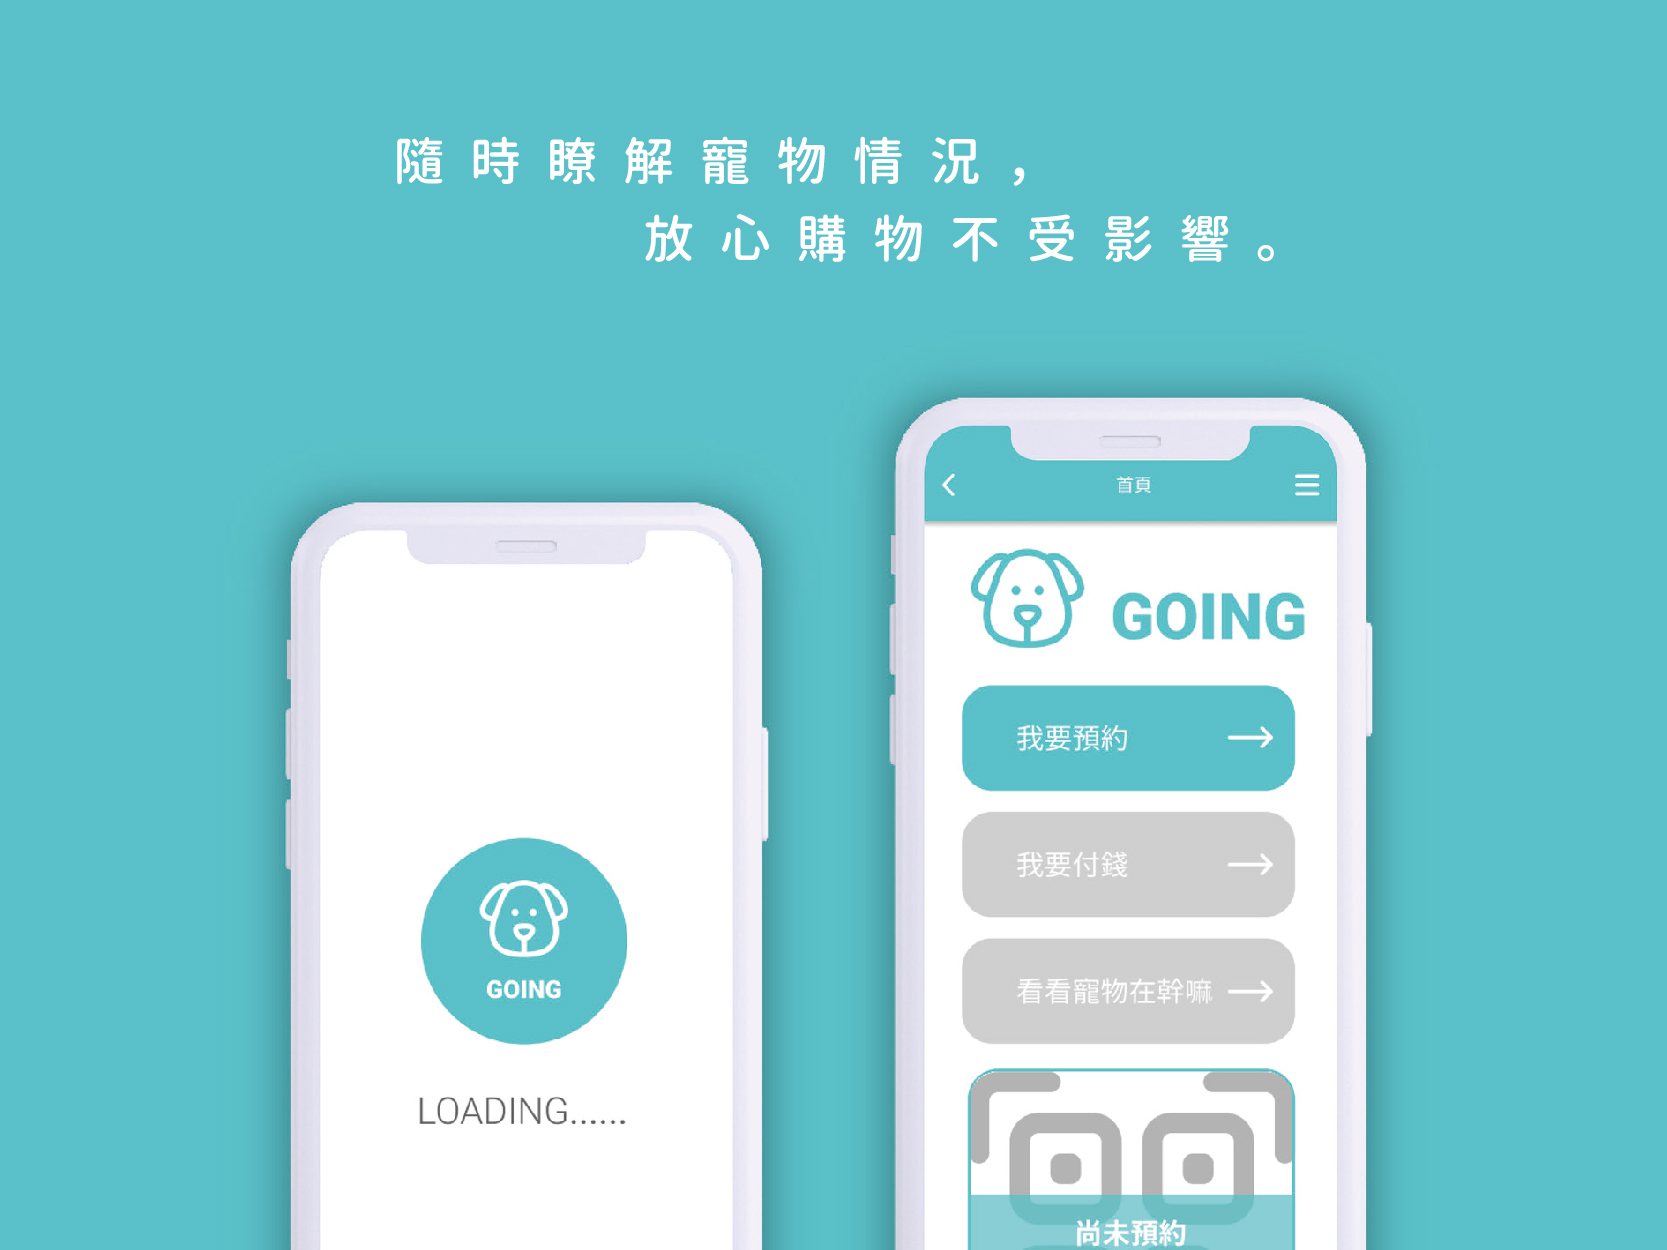 隨時瞭解寵物情況，
放心購物不受影響。
GOING
LOADING......
首頁
GOING
我要預約
我要付錢
看看寵物在幹嘛
尚未預約